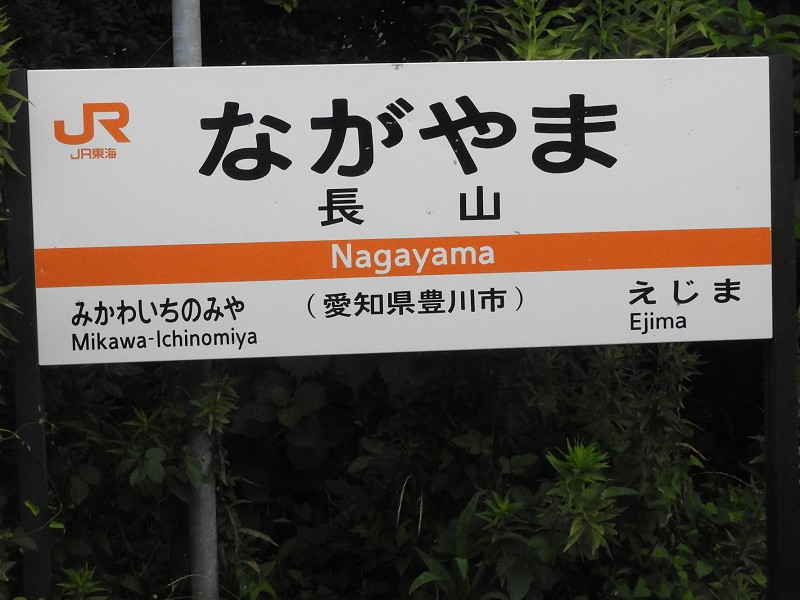 JR
JR東海
ながやま
長山
Nagayama
みかわいちのみや
Mikawa-Ichinomiya
（愛知県豊川市）
えじま
Ejima